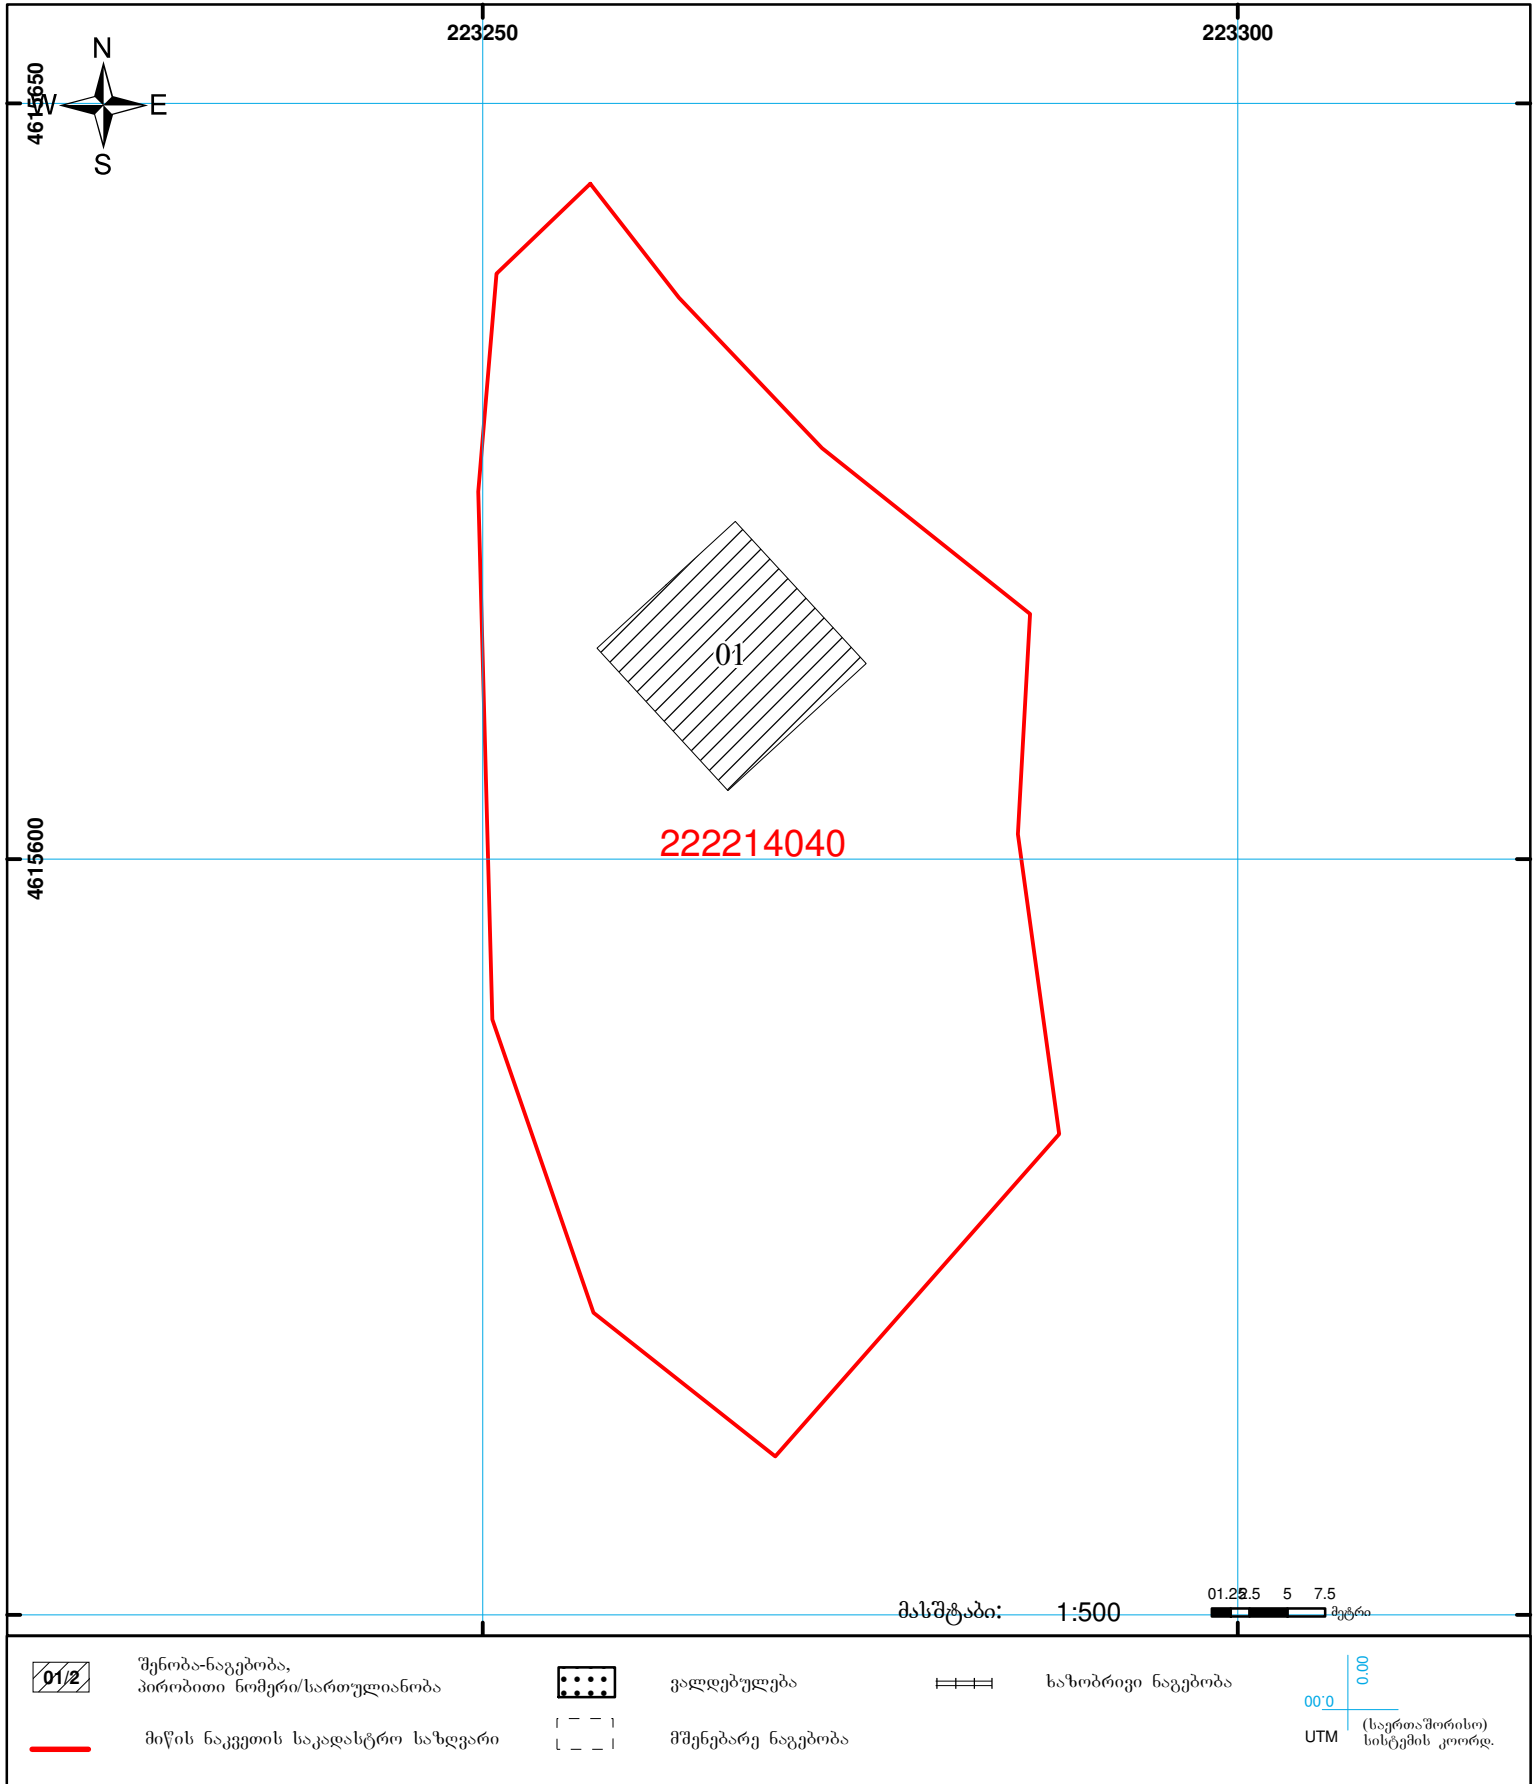 223250
223300
4615650
N
W
E
S
01
222214040
4615600
მასშტაბი: 1:500
0 1.25 2.5 5 7.5
მეტრი
01/2
შენობა-ნაგებობა,
პირობითი ნომერი/სართულიანობა
ვალდებულება
ხაზობრივი ნაგებობა
მიწის ნაკვეთის საკადასტრო საზღვარი
მშენებარე ნაგებობა
0.00
0.00
UTM
(საერთაშორისო)
სისტემის კოორდ.